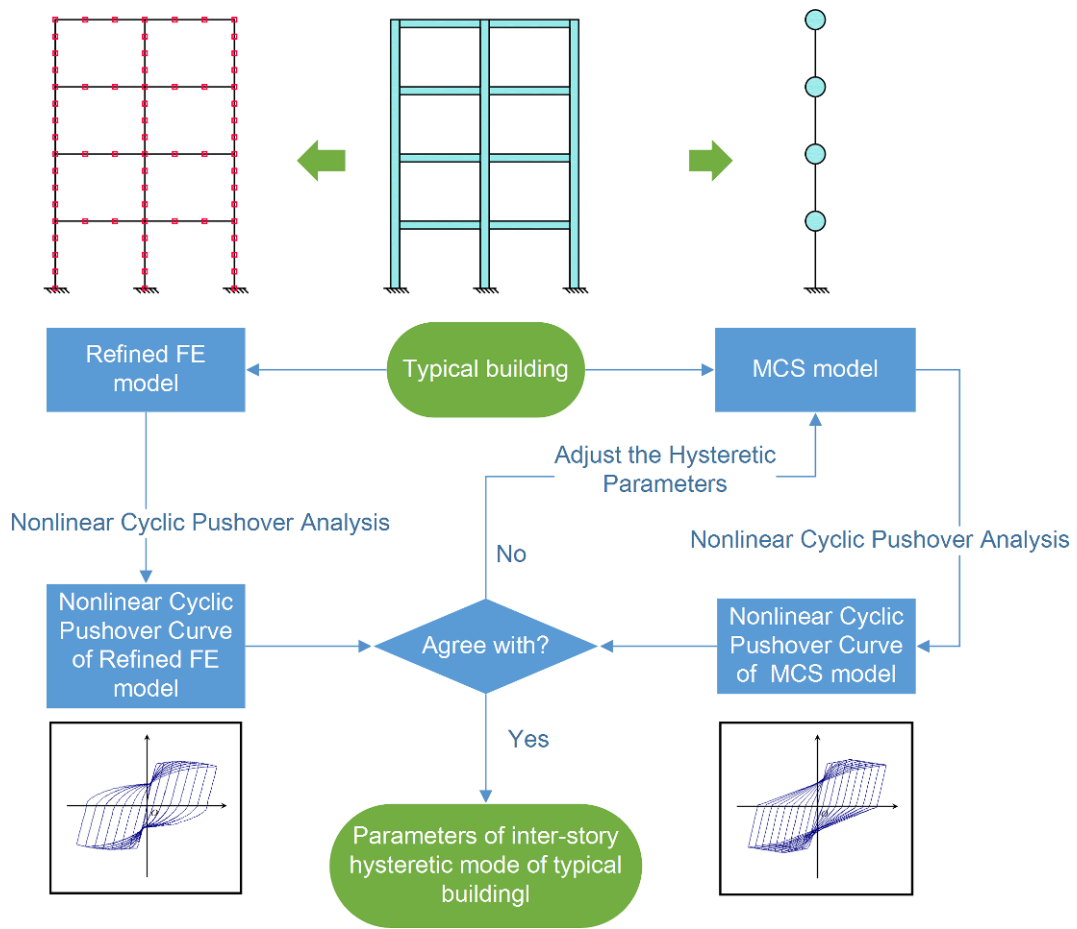 Refined FE
model
Typical building
MCS model
Adjust the Hysteretic
Parameters
Nonlinear Cyclic Pushover Analysis
Nonlinear Cyclic Pushover Analysis
No
Nonlinear Cyclic
Pushover Curve
of Refined FE
model
Agree with?
Nonlinear Cyclic
Pushover Curve
of MCS model
Yes
Parameters of inter-story
hysteretic mode of typical
buildingl